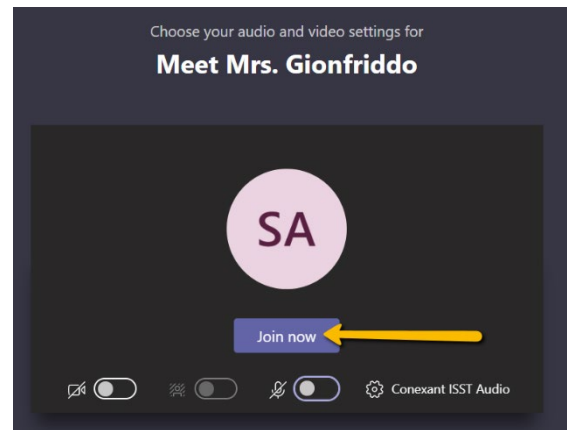 Choose your audio and video settings for
Meet Mrs. Gionfriddo
SA
Join now
Conexant ISST Audio